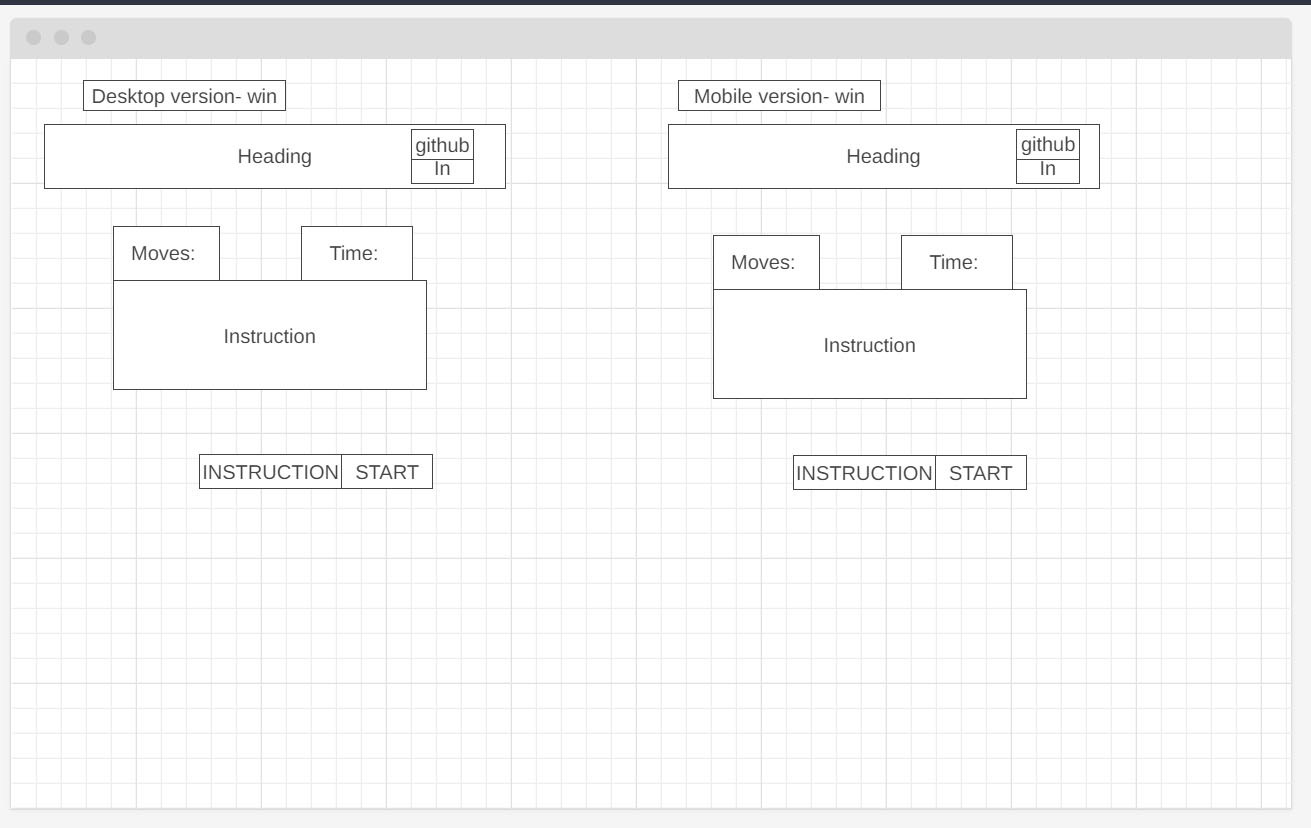 Desktop version- win
Heading
github
In
Moves:
Time:
Instruction
INSTRUCTION
START
Mobile version- win
Heading
github
In
Moves:
Time:
Instruction
INSTRUCTION
START